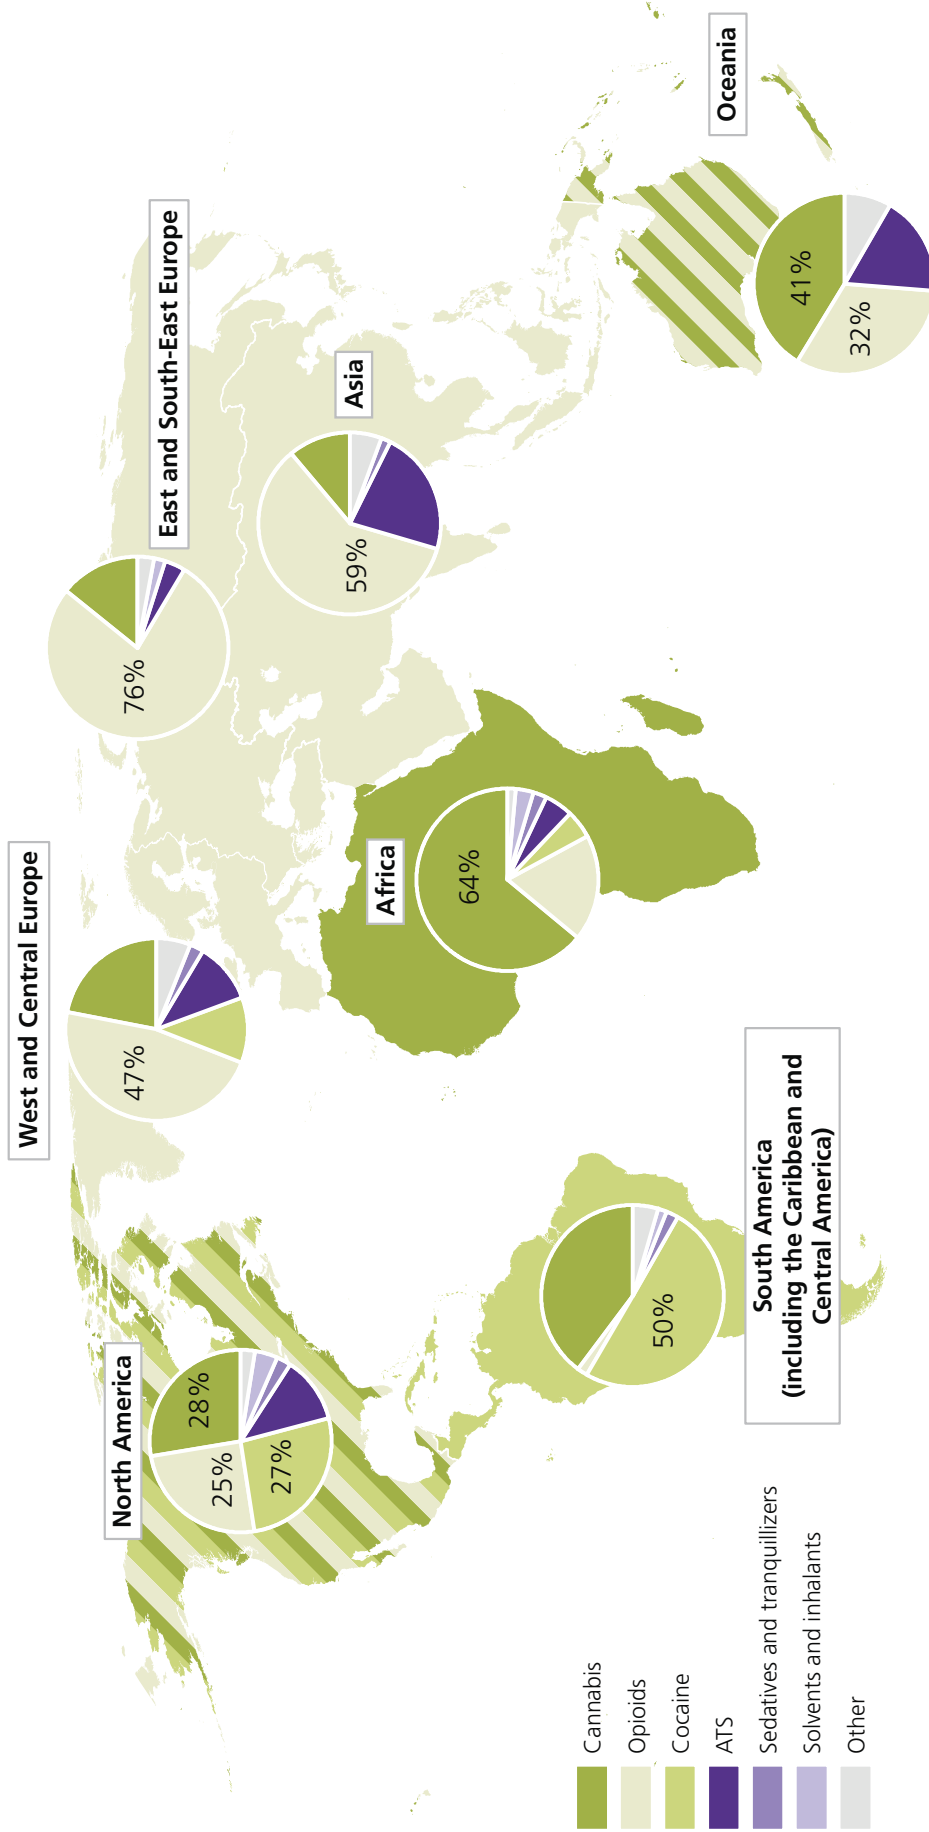 West and Central Europe
47%
East and South-East Europe
76%
North America
28%
25%
27%
Asia
59%
Africa
64%
Oceania
41%
32%
50%
South America
(including the Caribbean and
Central America)
Cannabis
Opioids
Cocaine
ATS
Sedatives and tranquillizers
Solvents and inhalants
Other